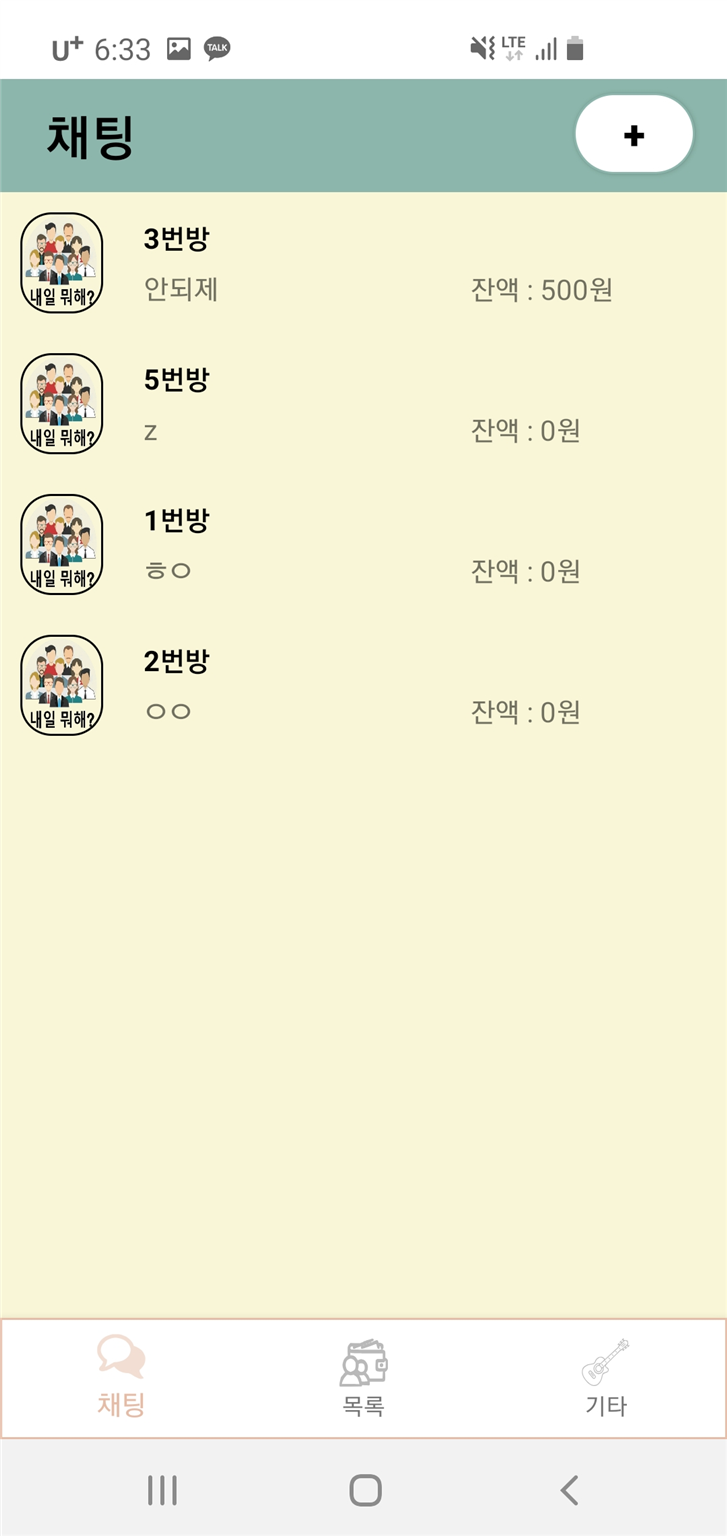 U+ 6:33 TALK LTE
채팅 +
3번방
안되제 잔액 : 500원
내일 뭐해?
5번방
z 잔액 : 0원
내일 뭐해?
1번방
ㅎㅇ 잔액 : 0원
내일 뭐해?
2번방
ㅇㅇ 잔액 : 0원
내일 뭐해?
채팅 목록 기타